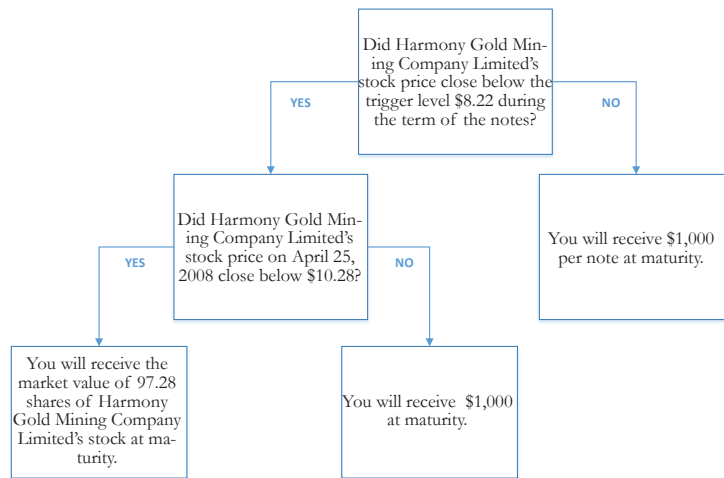 Did Harmony Gold Min-
ing Company Limited's
stock price close below the
trigger level $8.22 during
the term of the notes?
YES
NO
Did Harmony Gold Min-
ing Company Limited's
stock price on April 25,
2008 close below $10.28?
You will receive $1,000
per note at maturity.
YES
NO
You will receive the
market value of 97.28
shares of Harmony
Gold Mining Company
Limited's stock at ma-
turity.
You will receive $1,000
at maturity.